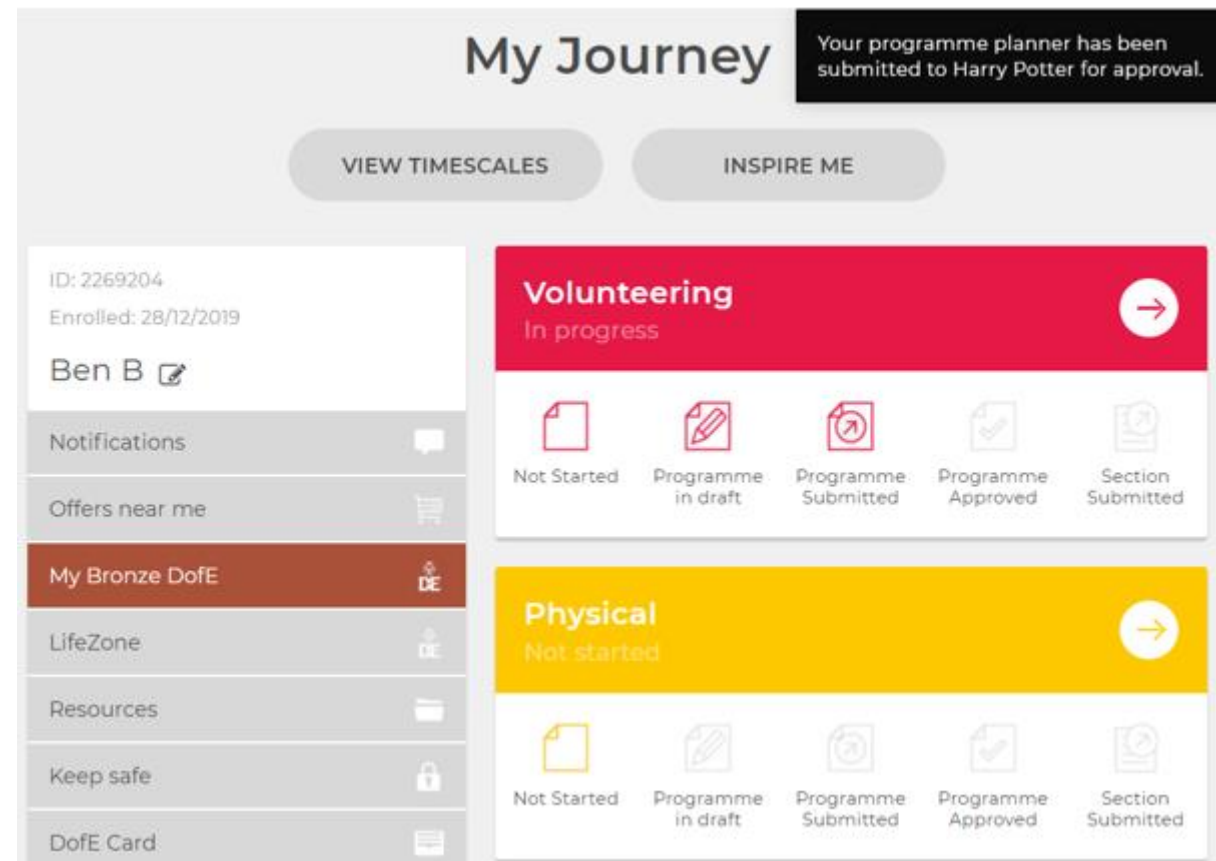 My Journey
Your programme planner has been
submitted to Harry Potter for approval.
VIEW TIMESCALES
INSPIRE ME
ID: 2269204
Enrolled: 28/12/2019
Ben B
Notifications
Offers near me
My Bronze DofE
DE
LifeZone
DE
Resources
Keep safe
DofE Card
Volunteering
In progress
Not Started
Programme
in draft
Programme
Submitted
Programme
Approved
Section
Submitted
Physical
Not started
Not Started
Programme
in draft
Programme
Submitted
Programme
Approved
Section
Submitted